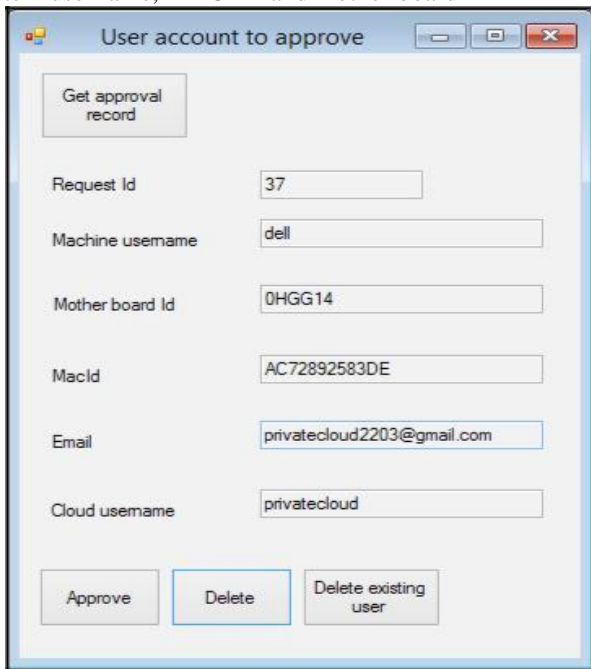 User account to approve
Get approval
record
Request Id
37
Machine username
dell
Mother board Id
0HGG14
MacId
AC72892583DE
Email
privatecloud2203@gmail.com
Cloud username
privatecloud
Approve
Delete
Delete existing
user